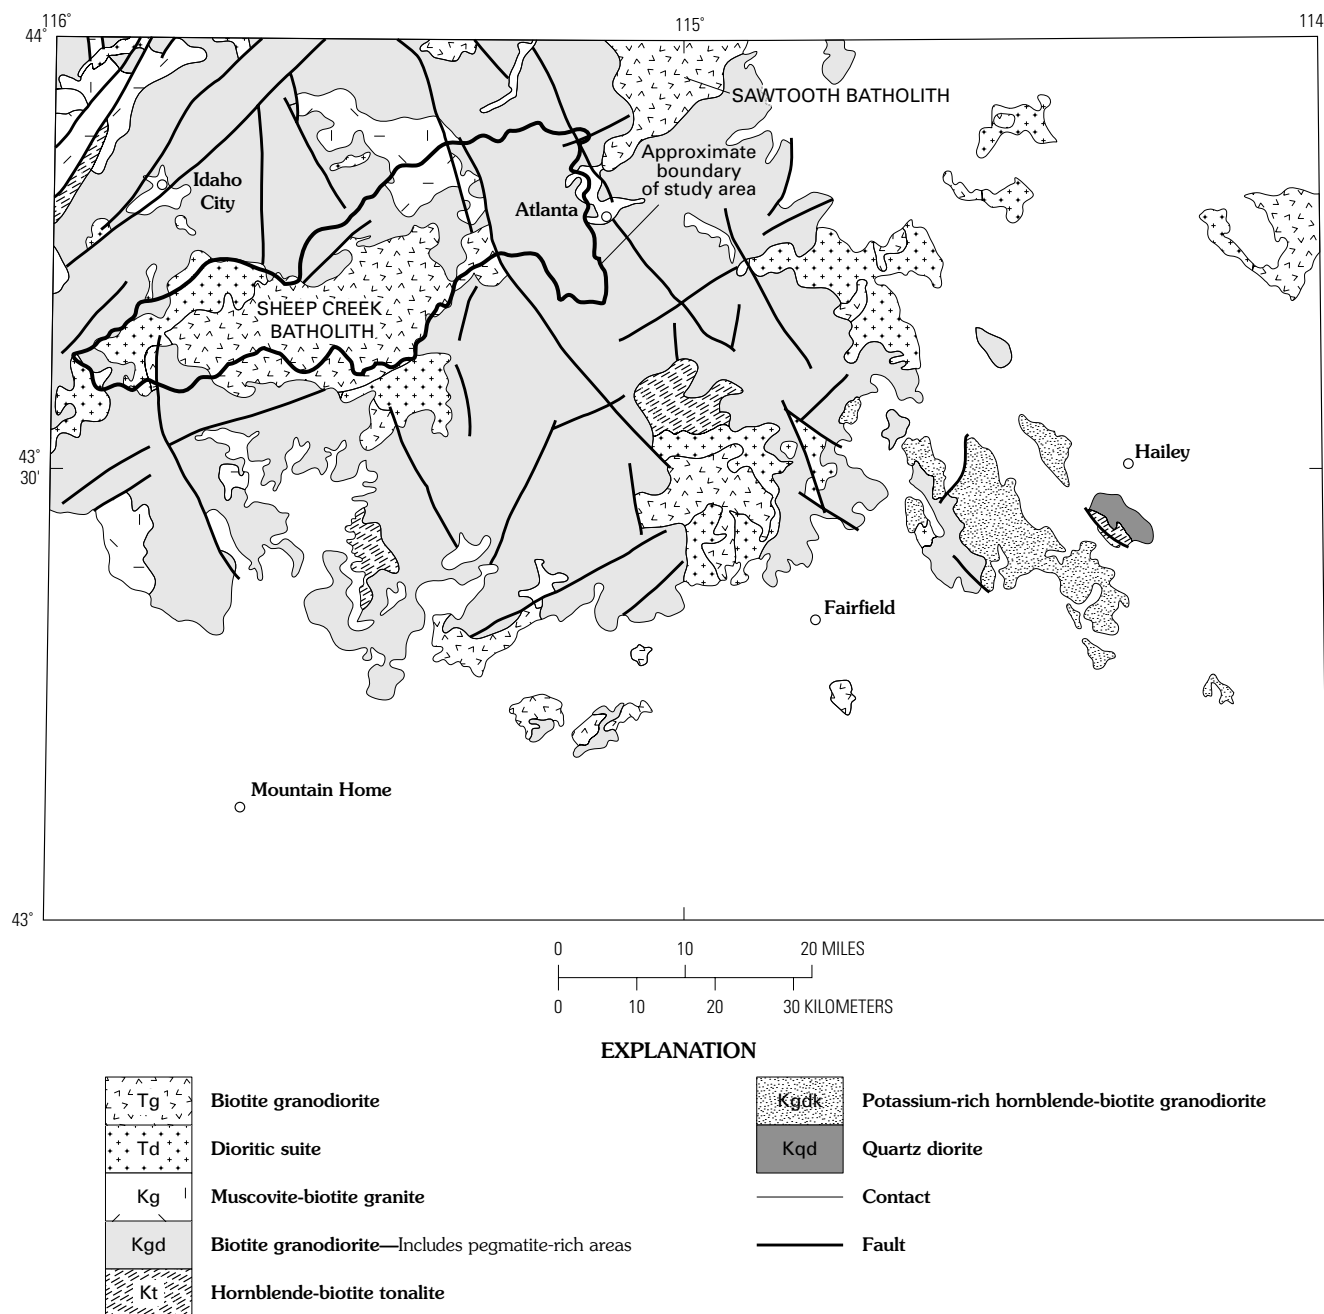 116°
115°
114
44°
SAWTOOTH BATHOLITH
Approximate
boundary
of study area
Idaho
City
Atlanta
SHEEP CREEK
BATHOLITH
43°
30'
Hailey
Fairfield
Mountain Home
43°
0 10 20 MILES
0 10 20 30 KILOMETERS
EXPLANATION
Tg Biotite granodiorite
Td Dioritic suite
Kg Muscovite-biotite granite
Kgd Biotite granodiorite—Includes pegmatite-rich areas
Kt Hornblende-biotite tonalite
Kgdk Potassium-rich hornblende-biotite granodiorite
Kqd Quartz diorite
Contact
Fault